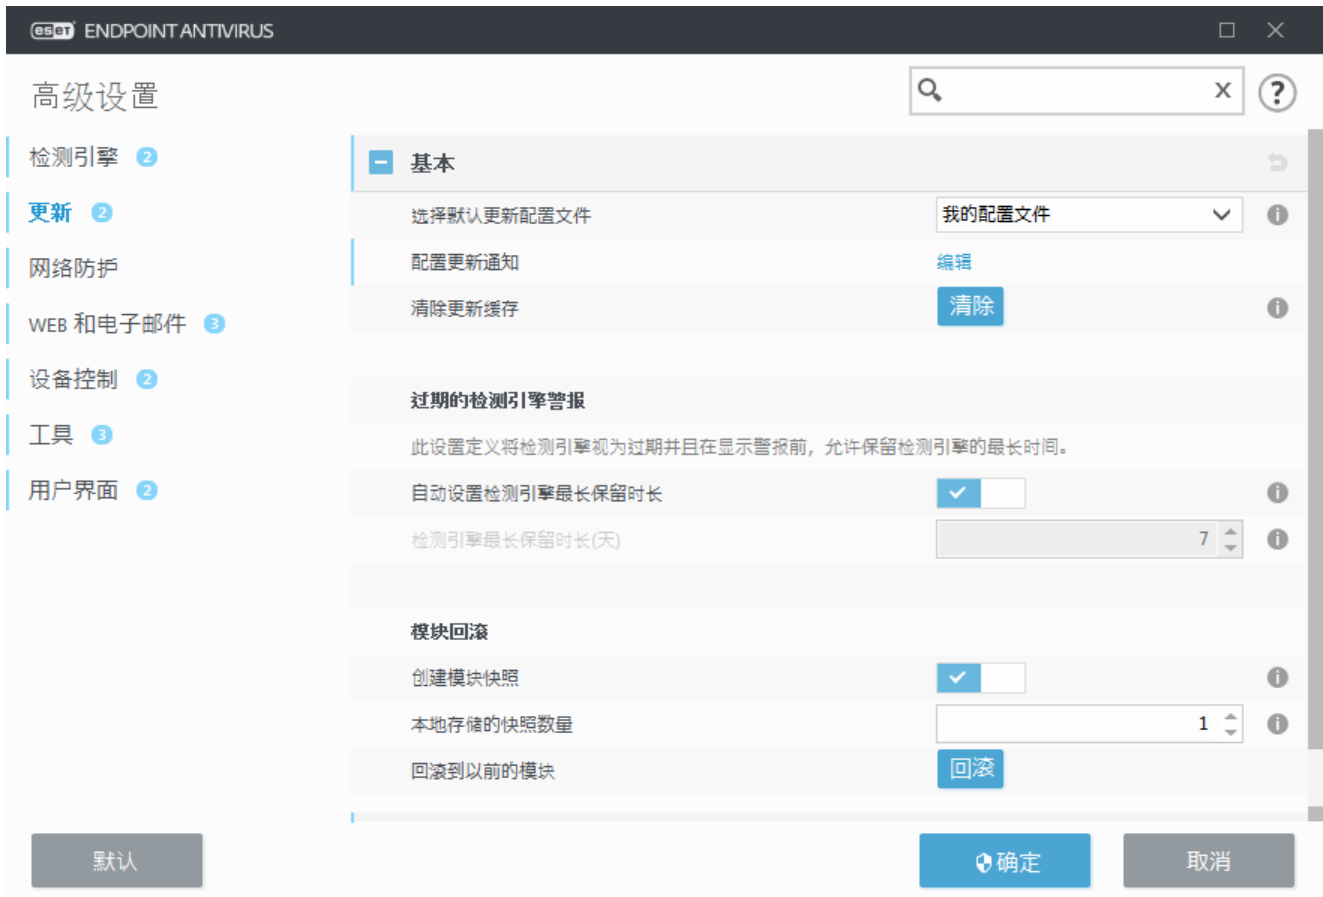 eseT ENDPOINT ANTIVIRUS
高级设置
x
?
检测引擎 2
更新 2
网络防护
WEB 和电子邮件 3
设备控制 2
工具 3
用户界面 2
基本
选择默认更新配置文件 我的配置文件
配置更新通知 编辑
清除更新缓存 清除
过期的检测引擎警报
此设置定义将检测引擎视为过期并且在显示警报前，允许保留检测引擎的最长时间。
自动设置检测引擎最长保留时长
检测引擎最长保留时长(天) 7
模块回滚
创建模块快照
本地存储的快照数量 1
回滚到以前的模块 回滚
默认
确定
取消